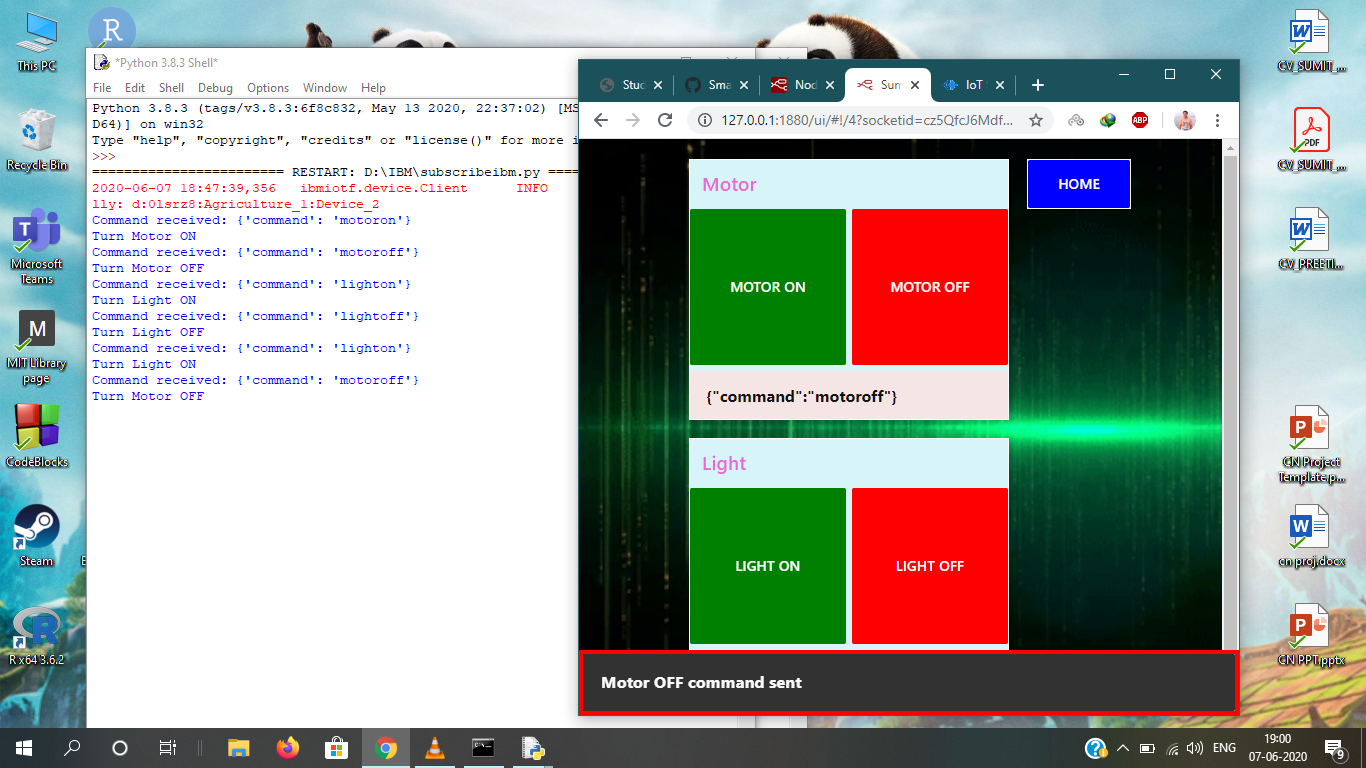 This PC
Recycle Bin
Microsoft
Teams
MIT Library
page
CodeBlocks
Steam
R x64 3.6.2
*Python 3.8.3 Shell*
File Edit Shell Debug Options Window Help
Python 3.8.3 (tags/v3.8.3:6f8c832, May 13 2020, 22:37:02) [MS
D64)] on win32
Type "help", "copyright", "credits" or "license()" for more i
>>>
======================== RESTART: D:\IBM\subscribeibm.py ====
2020-06-07 18:47:39,356 ibmiotf.device.Client INFO
lly: d:0lsrz8:Agriculture_1:Device_2
Command received: {'command': 'motoron'}
Turn Motor ON
Command received: {'command': 'motoroff'}
Turn Motor OFF
Command received: {'command': 'lighton'}
Turn Light ON
Command received: {'command': 'lightoff'}
Turn Light OFF
Command received: {'command': 'lighton'}
Turn Light ON
Command received: {'command': 'motoroff'}
Turn Motor OFF
Stud Sma Nod Sum IoT
127.0.0.1:1880/ui/#!/4?socketid=cz5QfcJ6Mdf...
ABP
Motor
HOME
MOTOR ON MOTOR OFF
{"command":"motoroff"}
Light
LIGHT ON LIGHT OFF
Motor OFF command sent
CV_SUMIT_...
PDF
CV_SUMIT_...
CV_PREETI...
CN Project
Template.p...
cn proj.docx
CN PPT.pptx
ENG
19:00
07-06-2020
9